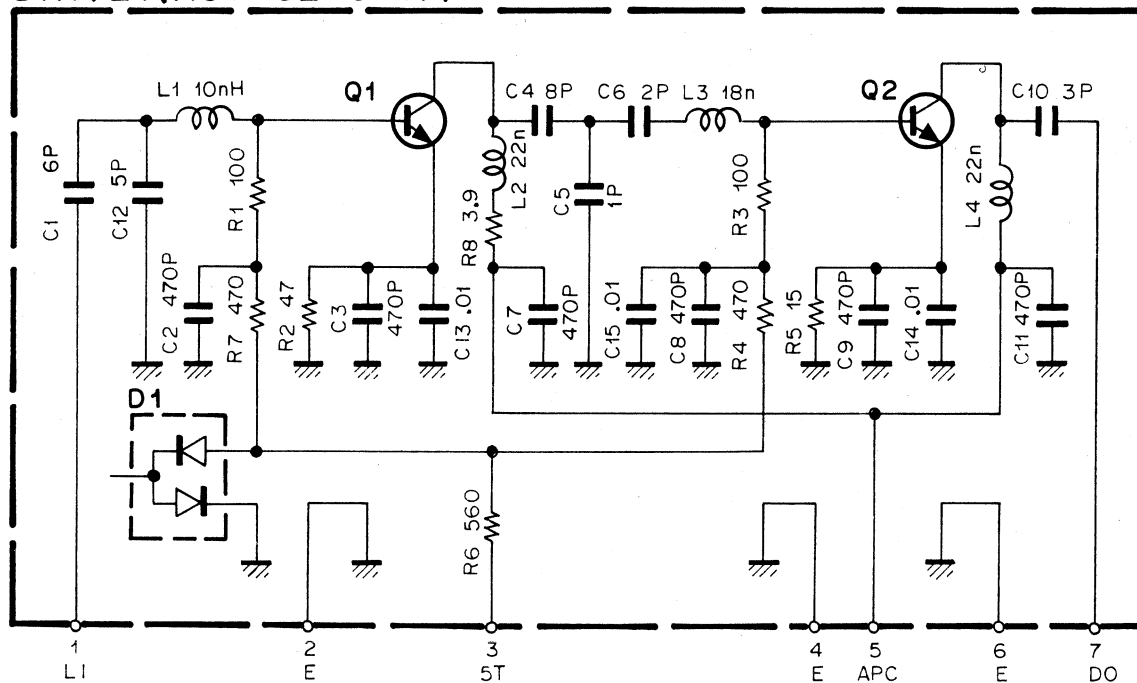 L1 10nH
Q1
C4 8P
C6 2P
L3 18n
Q2
C10 3P
6P
C1
5P
C12
100
R1
L2 22n
R8 3.9
C5
1P
100
R3
L4 22n
470P
C2
470
R7
47
R2
C3
470P
.01
C13
C7
470P
.01
C15
470P
C8
470
R4
15
R5
470P
C9
.01
C14
470P
C11
D1
R6 560
1
2
3
4
5
6
7
LI
E
5T
E
APC
E
DO